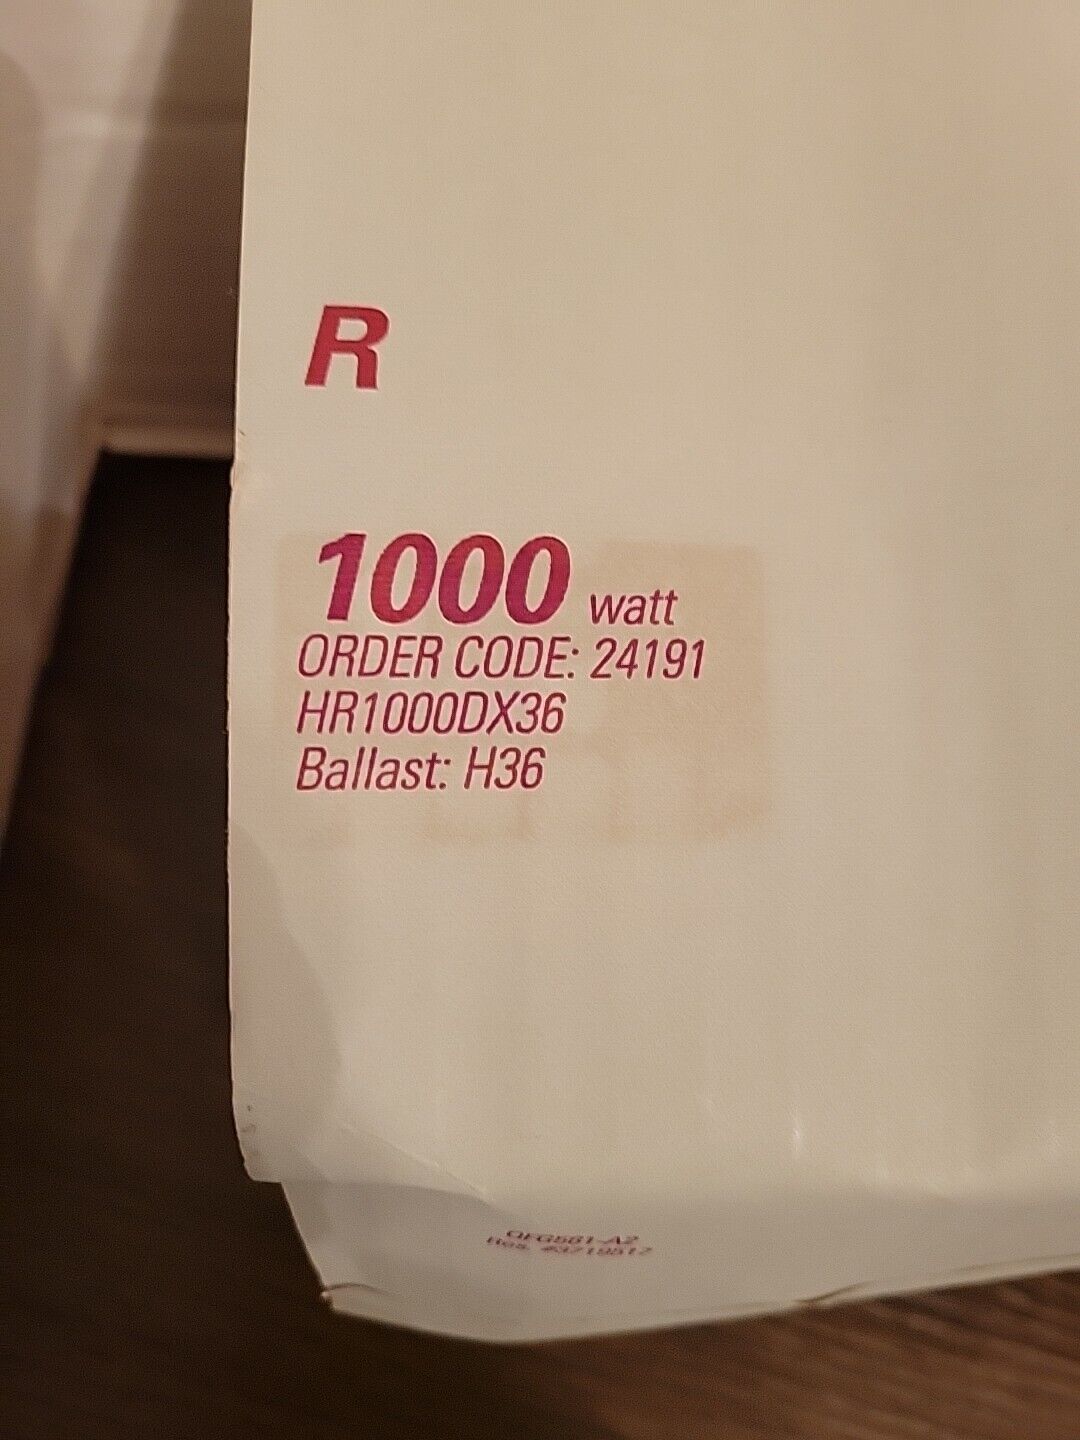 R
1000 watt
ORDER CODE: 24191
HR1000DX36
Ballast: H36